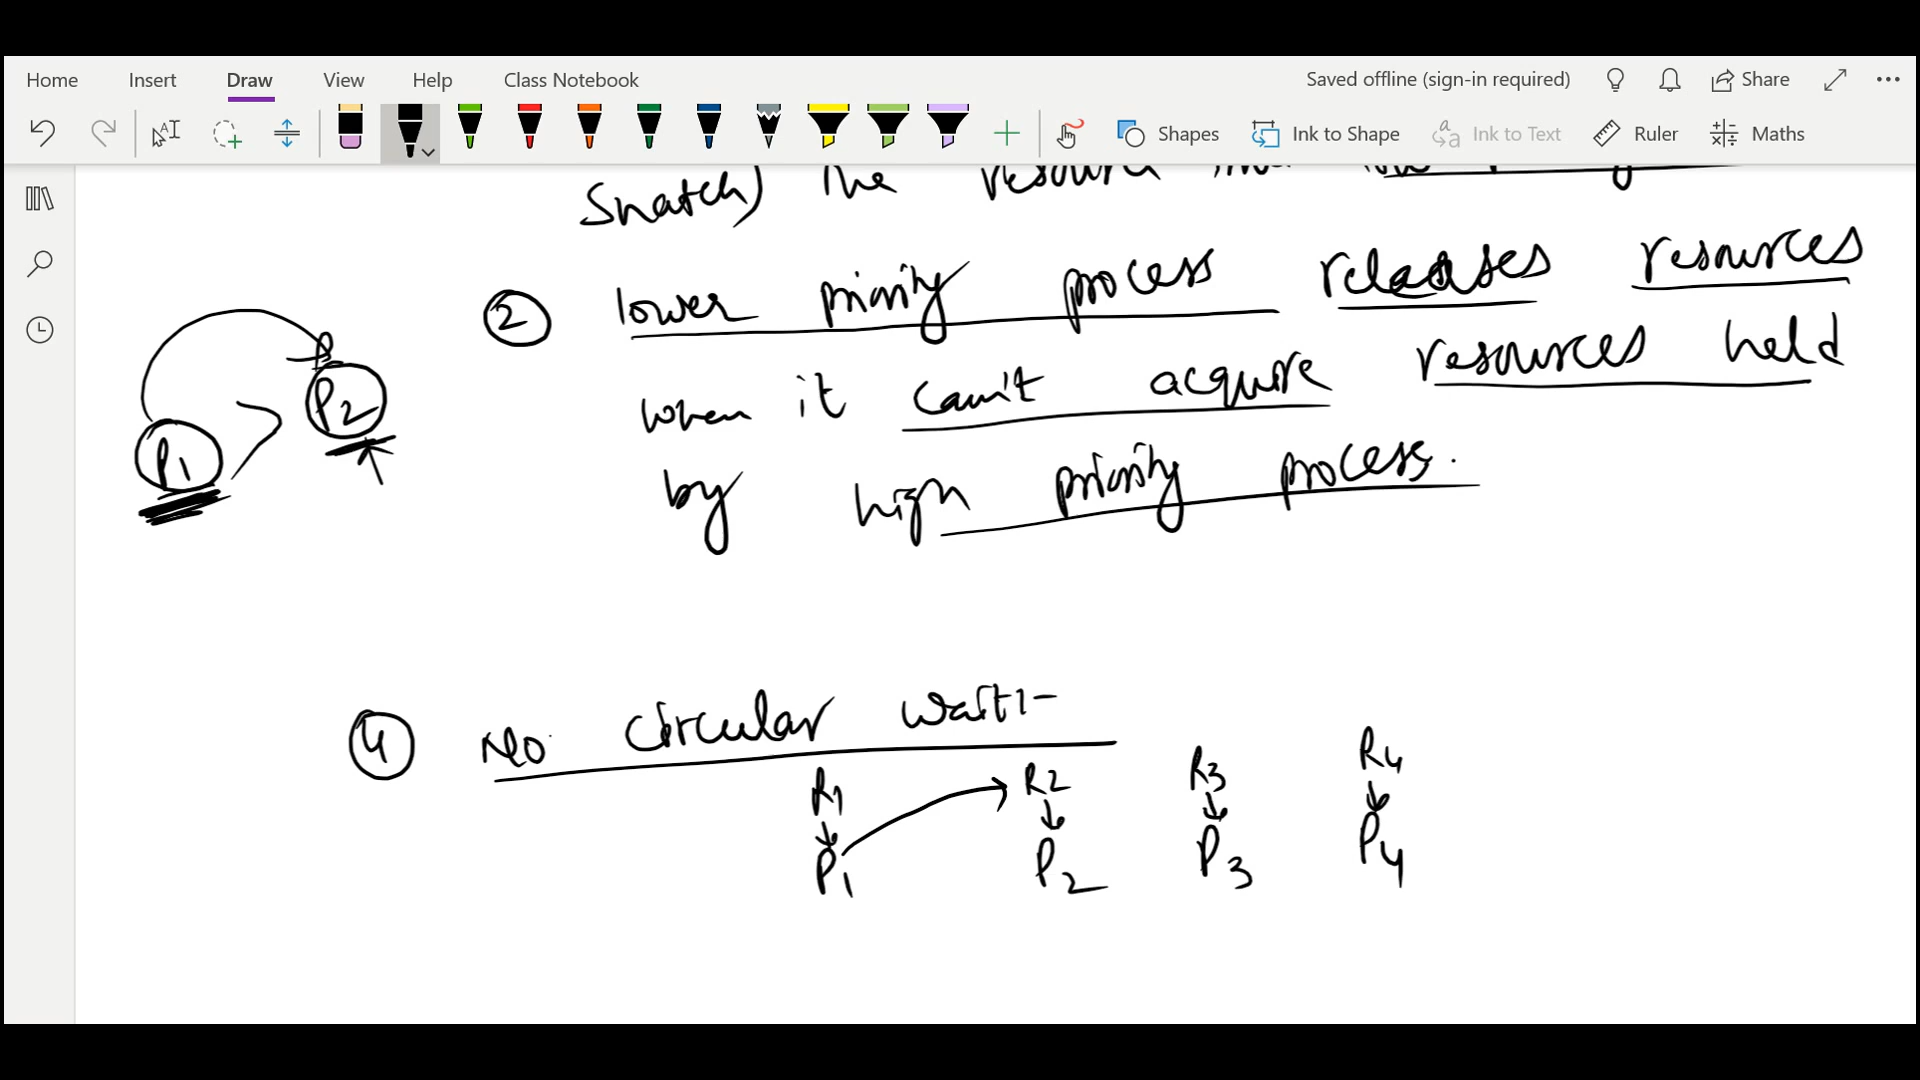 Home Insert Draw View Help Class Notebook Saved offline (sign-in required) Share
Shapes Ink to Shape Ink to Text Ruler Maths
Snatch) the resource
② lower priority process releases resources
when it can't acquire resources held
by high priority process.
P
P2
P1 >
④ No circular wait:-
R1 R2 R3 R4
P1 P2 P3 P4